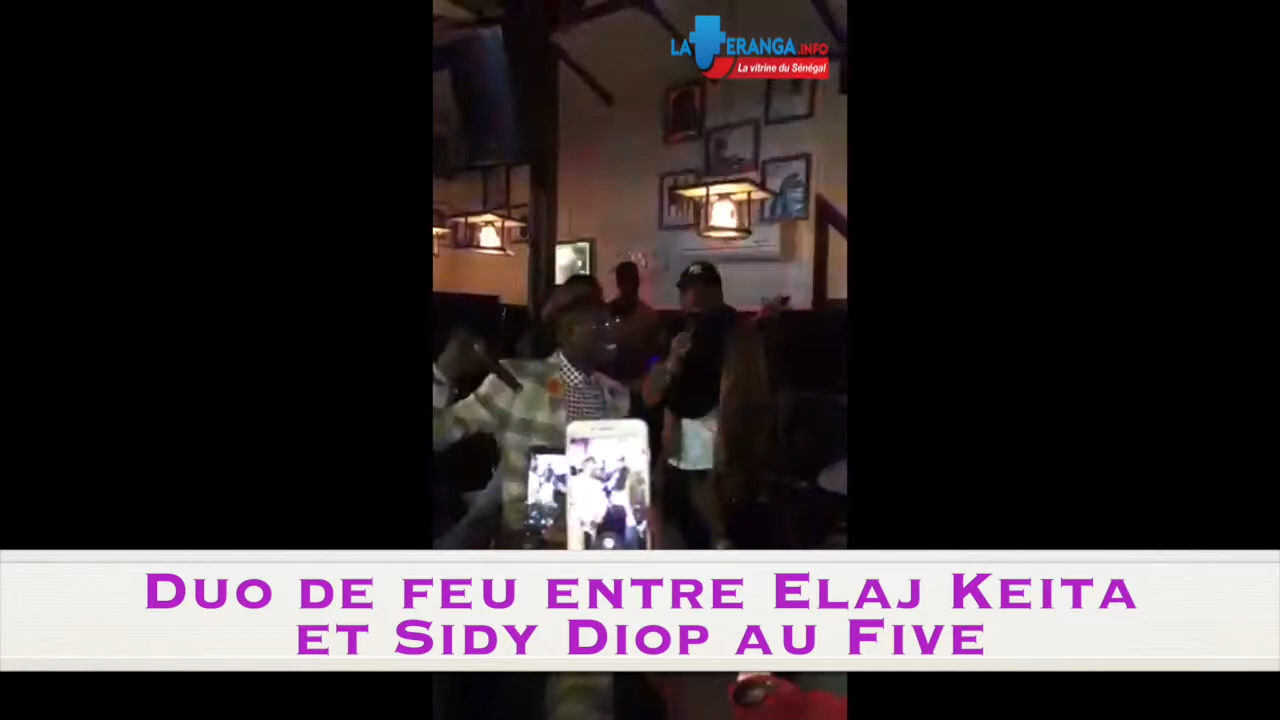 LATERANGA.INFO
La vitrine du Sénégal
DUO DE FEU ENTRE ELAJ KEITA
ET SIDY DIOP AU FIVE